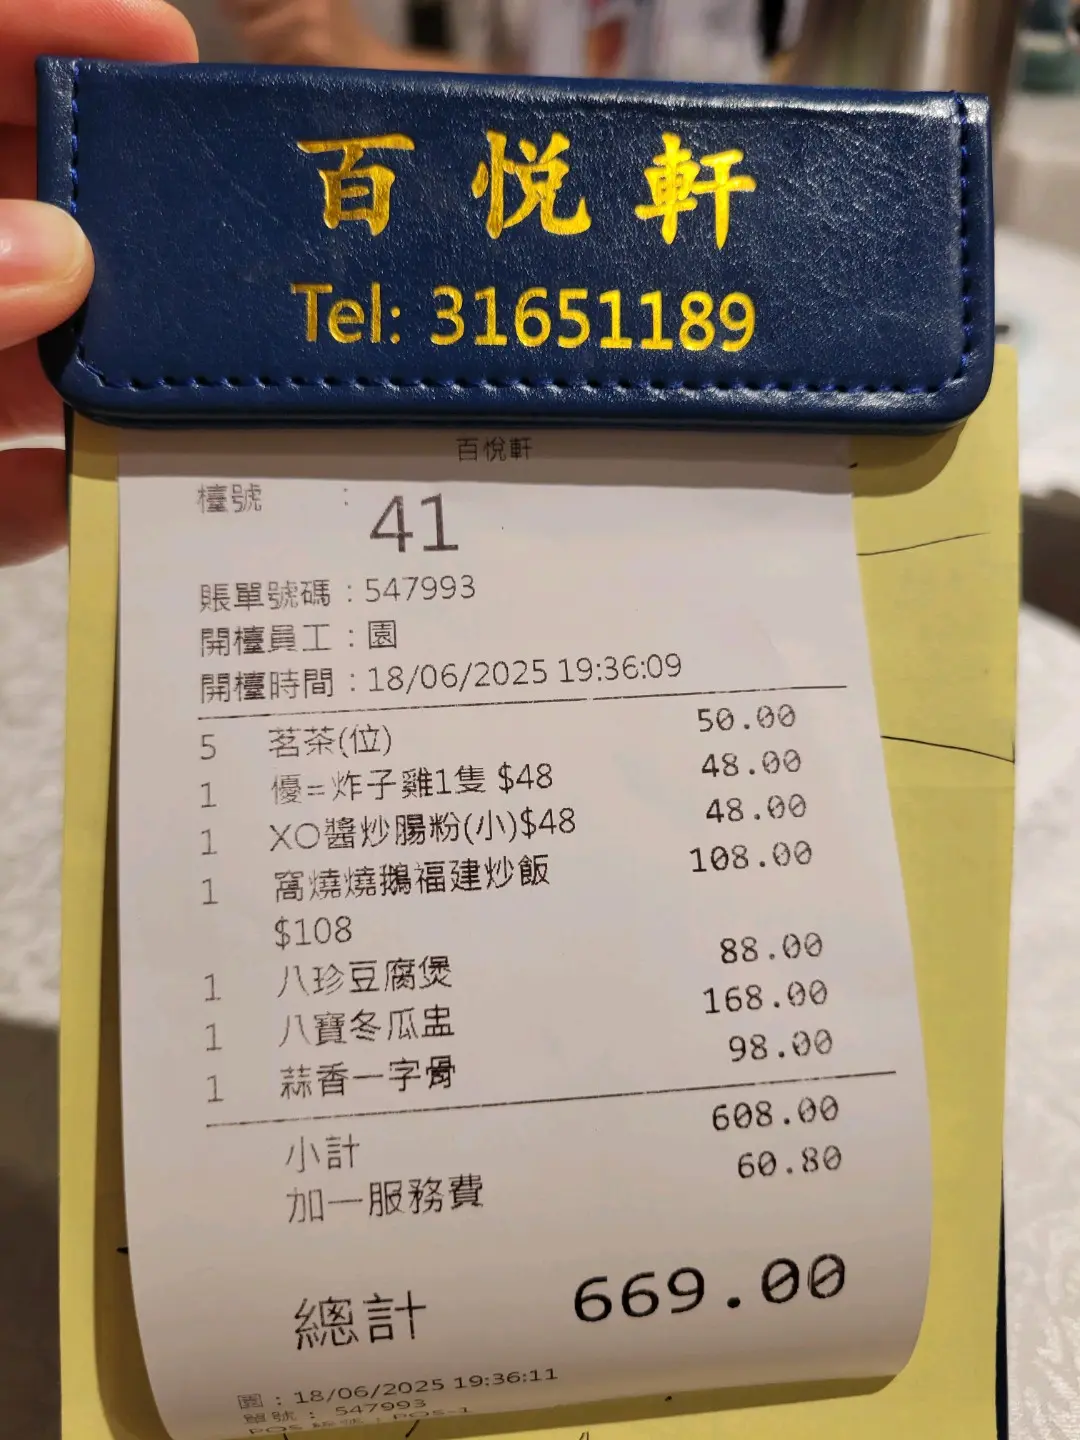 百悅軒
Tel: 31651189
百悅軒
檯號 : 41
賬單號碼 : 547993
開檯員工 : 園
開檯時間 : 18/06/2025 19:36:09
5 茗茶(位) 50.00
1 優=炸子雞1隻 $48 48.00
1 XO醬炒腸粉(小)$48 48.00
1 窩燒燒鵝福建炒飯 108.00
$108
1 八珍豆腐煲 88.00
1 八寶冬瓜盅 168.00
1 蒜香一字骨 98.00
小計 608.00
加一服務費 60.80
總計 669.00
園 : 18/06/2025 19:36:11
單號 : 547993
POS : POS-1